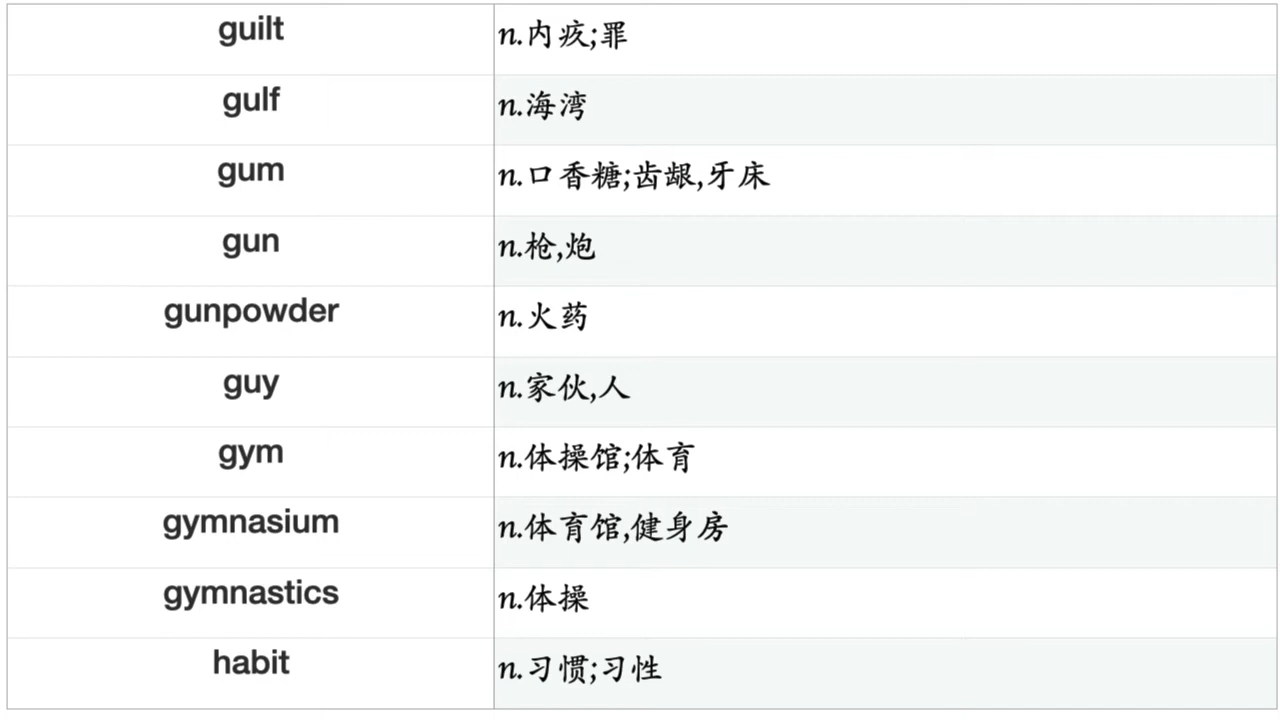 guilt n.内疚;罪
gulf n.海湾
gum n.口香糖;齿龈,牙床
gun n.枪,炮
gunpowder n.火药
guy n.家伙,人
gym n.体操馆;体育
gymnasium n.体育馆,健身房
gymnastics n.体操
habit n.习惯;习性